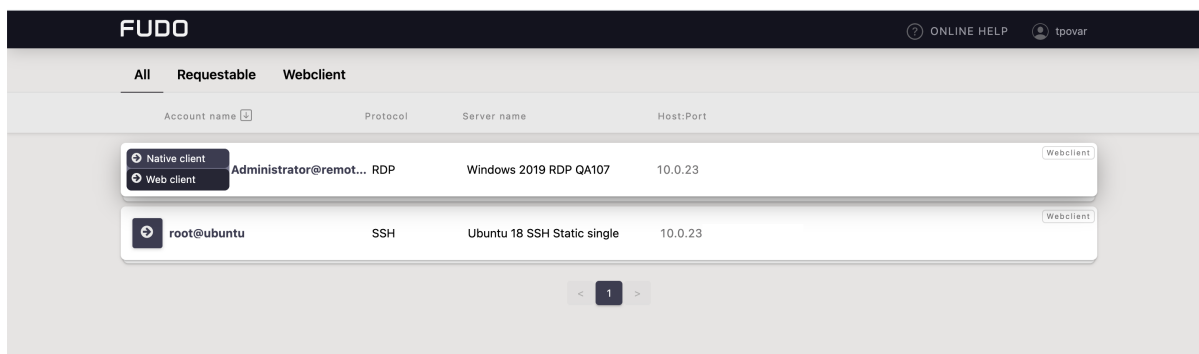 FUDO
? ONLINE HELP tpovar
All Requestable Webclient
Account name Protocol Server name Host:Port
Native client
Web client
Administrator@remot... RDP Windows 2019 RDP QA107 10.0.23
Webclient
root@ubuntu SSH Ubuntu 18 SSH Static single 10.0.23
Webclient
< 1 >